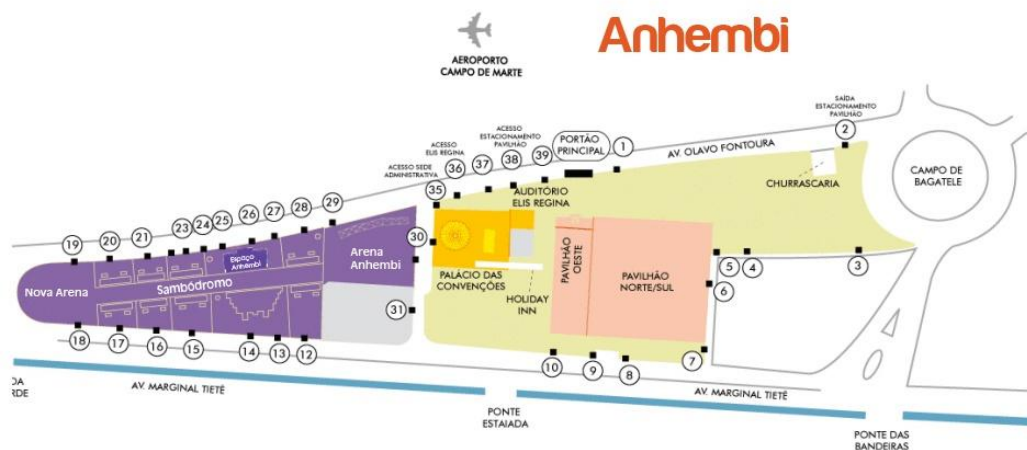 Anhembi
AEROPORTO
CAMPO DE MARTE
SAÍDA
ESTACIONAMENTO
PAVILHÃO
2
ACESSO
ESTACIONAMENTO
PAVILHÃO
ACESSO
ELIS REGINA
ACESSO SEDE
ADMINISTRATIVA
35
36
37
38
39
PORTÃO
PRINCIPAL
1
AV. OLAVO FONTOURA
CHURRASCARIA
CAMPO DE
BAGATELE
19
20
21
23
24
25
26
27
28
29
30
31
AUDITÓRIO
ELIS REGINA
Nova Arena
Sambódromo
Espaço
Anhembi
Arena
Anhembi
PALÁCIO DAS
CONVENÇÕES
HOLIDAY
INN
PAVILHÃO
OESTE
PAVILHÃO
NORTE/SUL
5
4
3
6
7
18
17
16
15
14
13
12
10
9
8
DA
RDE
AV. MARGINAL TIETÊ
PONTE
ESTAIADA
AV. MARGINAL TIETÊ
PONTE DAS
BANDEIRAS